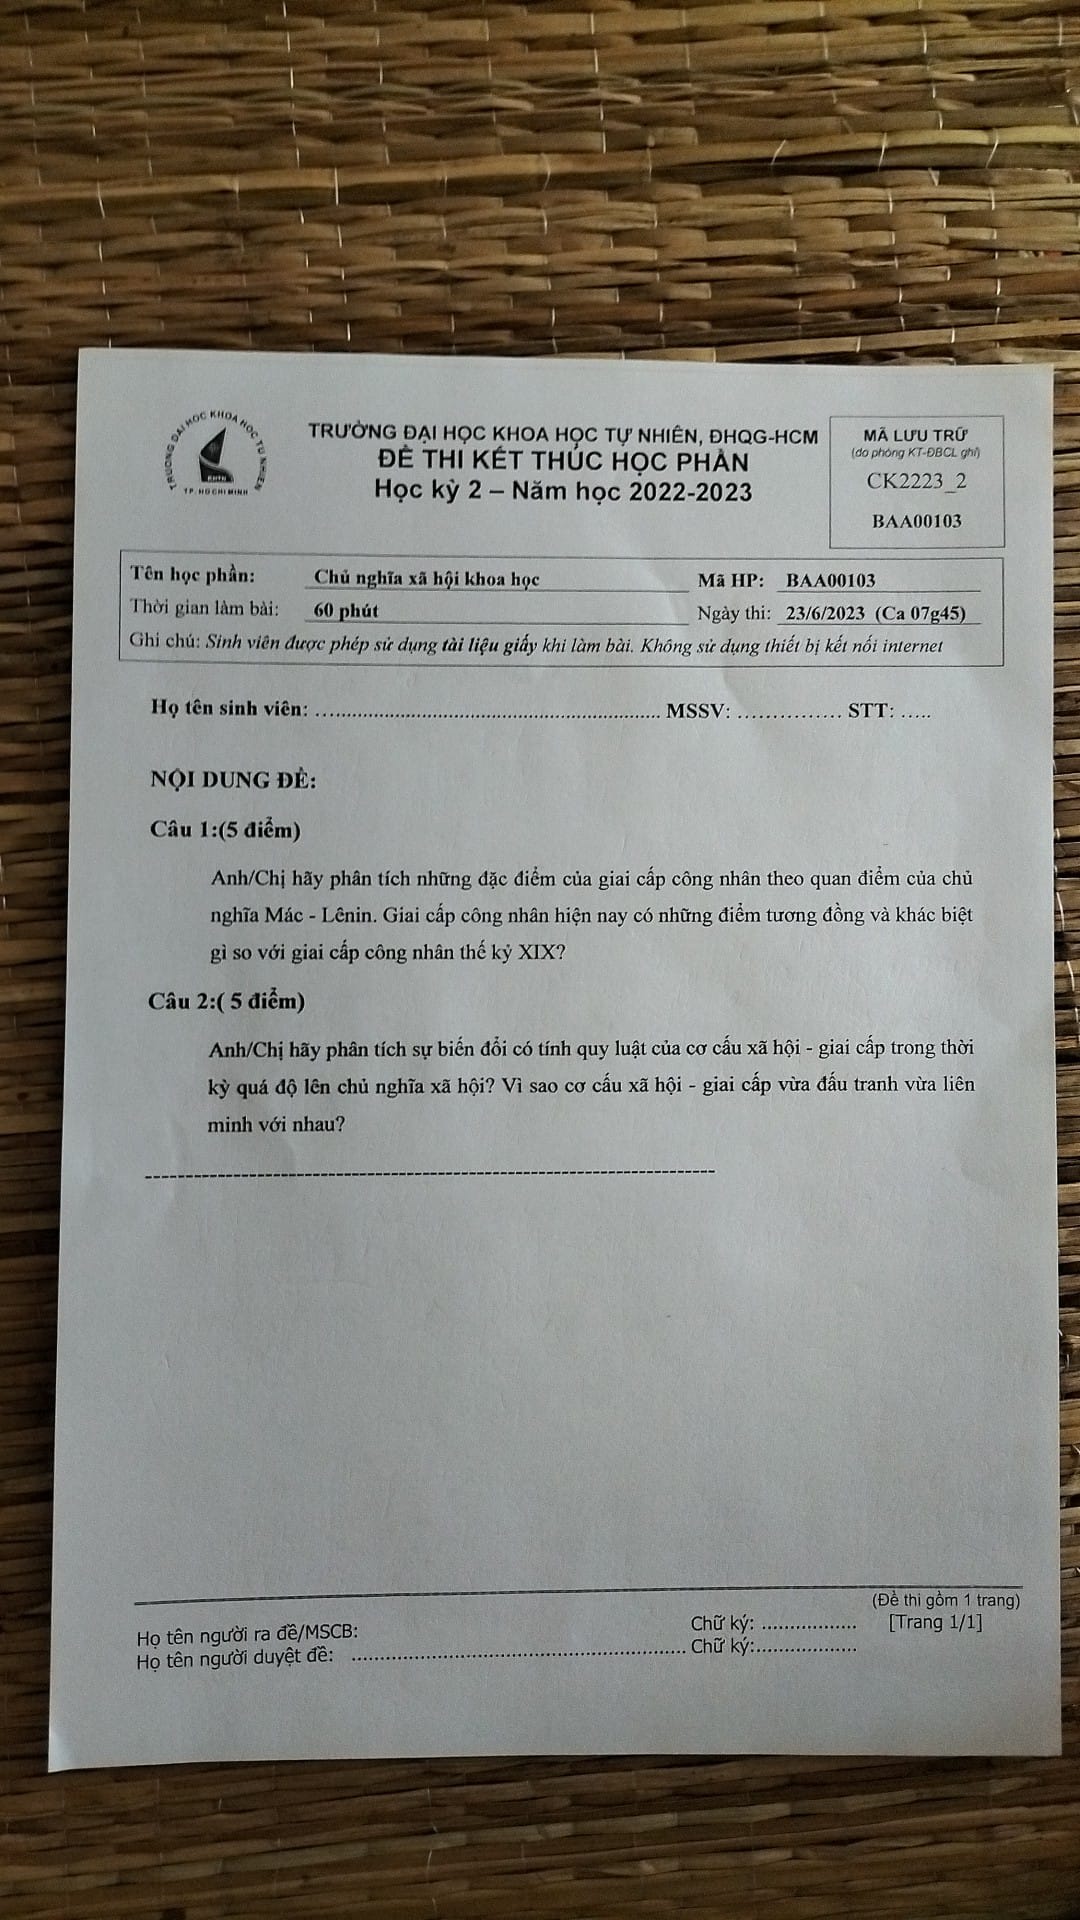 TRƯỜNG ĐẠI HỌC KHOA HỌC TỰ NHIÊN
KHTN
TP. HỒ CHÍ MINH
TRƯỜNG ĐẠI HỌC KHOA HỌC TỰ NHIÊN, ĐHQG-HCM
ĐỀ THI KẾT THÚC HỌC PHẦN
Học kỳ 2 – Năm học 2022-2023
MÃ LƯU TRỮ
(do phòng KT-ĐBCL ghi)
CK2223_2
BAA00103
Tên học phần: Chủ nghĩa xã hội khoa học Mã HP: BAA00103
Thời gian làm bài: 60 phút Ngày thi: 23/6/2023 (Ca 07g45)
Ghi chú: Sinh viên được phép sử dụng tài liệu giấy khi làm bài. Không sử dụng thiết bị kết nối internet
Họ tên sinh viên: ................................................................ MSSV: ............... STT: .....
NỘI DUNG ĐỀ:
Câu 1:(5 điểm)
Anh/Chị hãy phân tích những đặc điểm của giai cấp công nhân theo quan điểm của chủ
nghĩa Mác - Lênin. Giai cấp công nhân hiện nay có những điểm tương đồng và khác biệt
gì so với giai cấp công nhân thế kỷ XIX?
Câu 2:( 5 điểm)
Anh/Chị hãy phân tích sự biến đổi có tính quy luật của cơ cấu xã hội - giai cấp trong thời
kỳ quá độ lên chủ nghĩa xã hội? Vì sao cơ cấu xã hội - giai cấp vừa đấu tranh vừa liên
minh với nhau?
-----------------------------------------------------------------------
(Đề thi gồm 1 trang)
Họ tên người ra đề/MSCB: Chữ ký: ................. [Trang 1/1]
Họ tên người duyệt đề: ............................................................ Chữ ký:..................